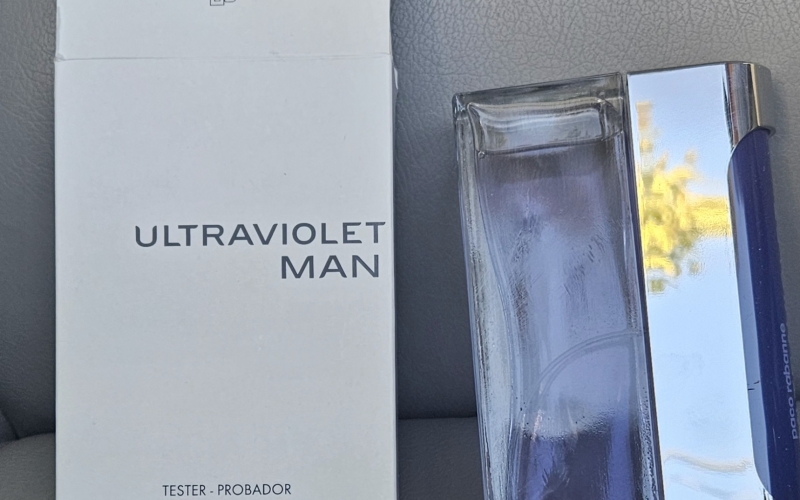 ULTRAVIOLET
MAN
TESTER - PROBADOR
paco rabanne